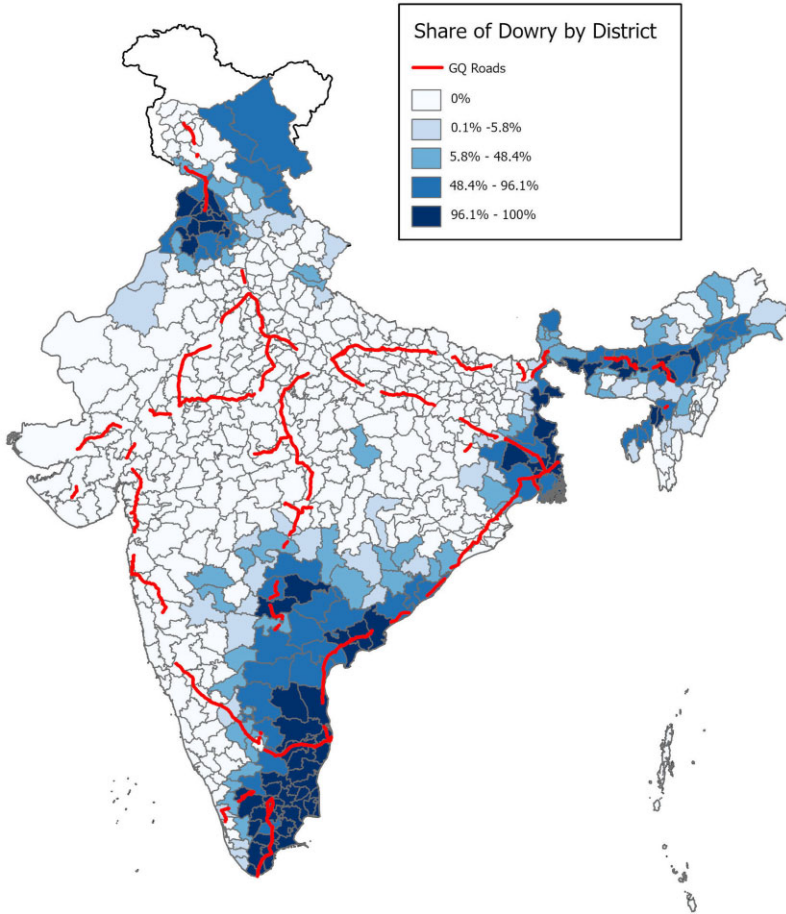 Share of Dowry by District
GQ Roads
0%
0.1% -5.8%
5.8% - 48.4%
48.4% - 96.1%
96.1% - 100%